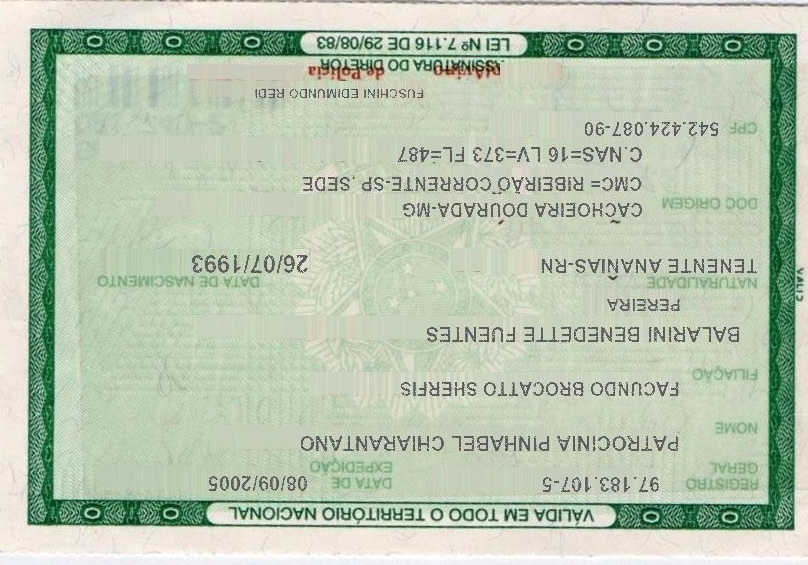 VÁLIDA EM TODO O TERRITÓRIO NACIONAL
REGISTRO GERAL 97.183.107-5 DATA DE EXPEDIÇÃO 08/09/2005
NOME PATROCINIA PINHABEL CHIARANTANO
FILIAÇÃO FACUNDO BROCATTO SHERFIS
BALARINI BENEDETTE FUENTES
PEREIRA
NATURALIDADE DATA DE NASCIMENTO
TENENTE ANANIAS-RN 26/07/1993
DOC ORIGEM CACHOEIRA DOURADA-MG
CMC= RIBEIRÃO CORRENTE-SP, SEDE
C.NAS=16 LV=373 FL=487
CPF 542.424.087-90
FUSCHINI EDIMUNDO REDI
de Polícia
ASSINATURA DO DIRETOR
LEI Nº 7.116 DE 29/08/83